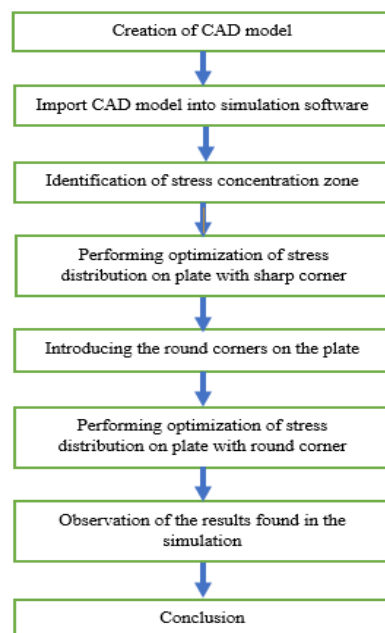 Creation of CAD model
Import CAD model into simulation software
Identification of stress concentration zone
Performing optimization of stress
distribution on plate with sharp corner
Introducing the round corners on the plate
Performing optimization of stress
distribution on plate with round corner
Observation of the results found in the
simulation
Conclusion